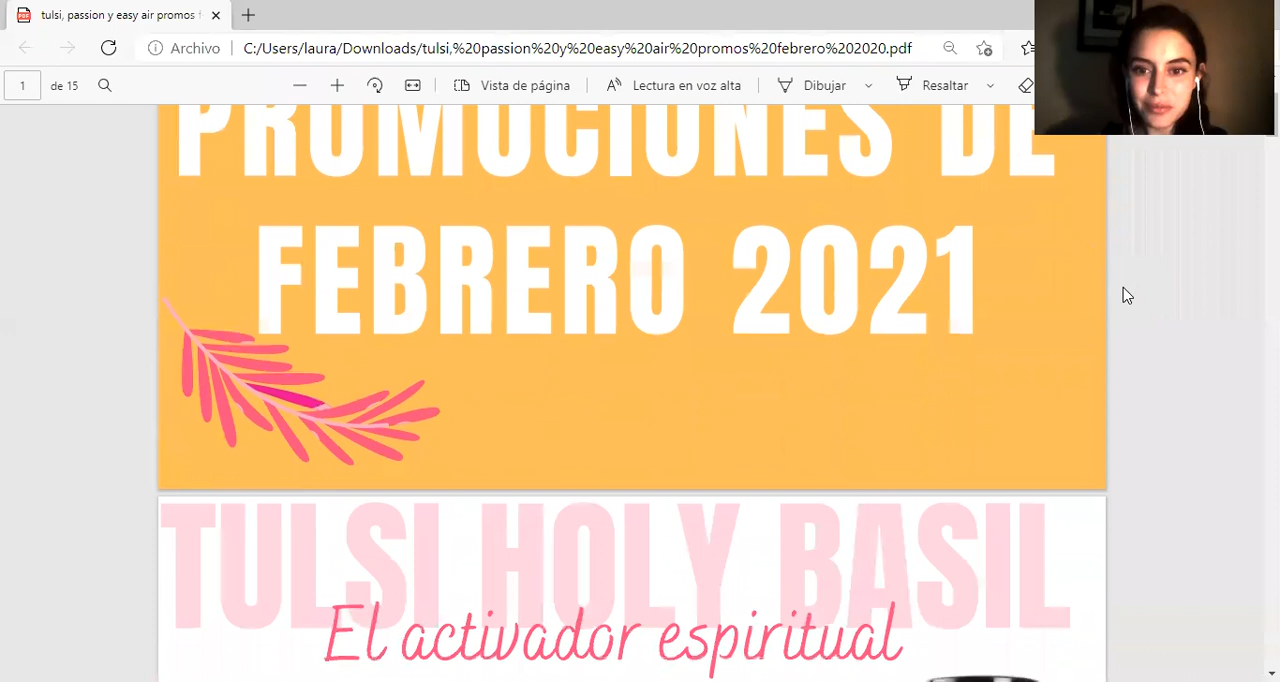 tulsi, passion y easy air promos f
Archivo C:/Users/laura/Downloads/tulsi,%20passion%20y%20easy%20air%20promos%20febrero%202020.pdf
1 de 15 Vista de página Lectura en voz alta Dibujar Resaltar
PROMOCIONES DE
FEBRERO 2021
TULSI HOLY BASIL
El activador espiritual